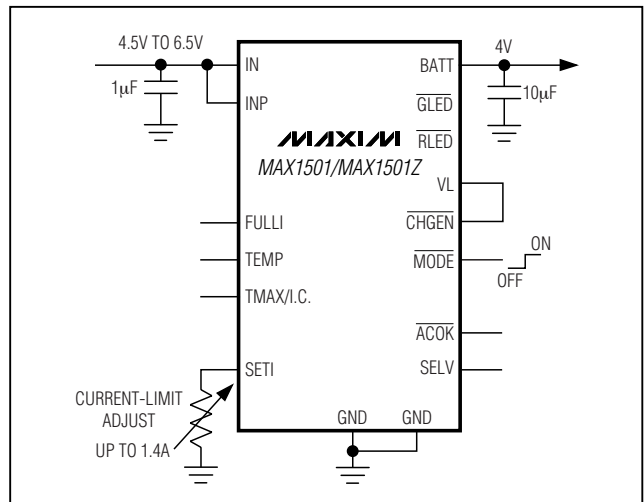 4.5V TO 6.5V
4V
IN
BATT
1µF
10µF
INP
GLED
MAXIM
RLED
MAX1501/MAX1501Z
VL
FULLI
CHGEN
ON
TEMP
MODE
OFF
TMAX/I.C.
ACOK
SETI
SELV
CURRENT-LIMIT
ADJUST
UP TO 1.4A
GND
GND